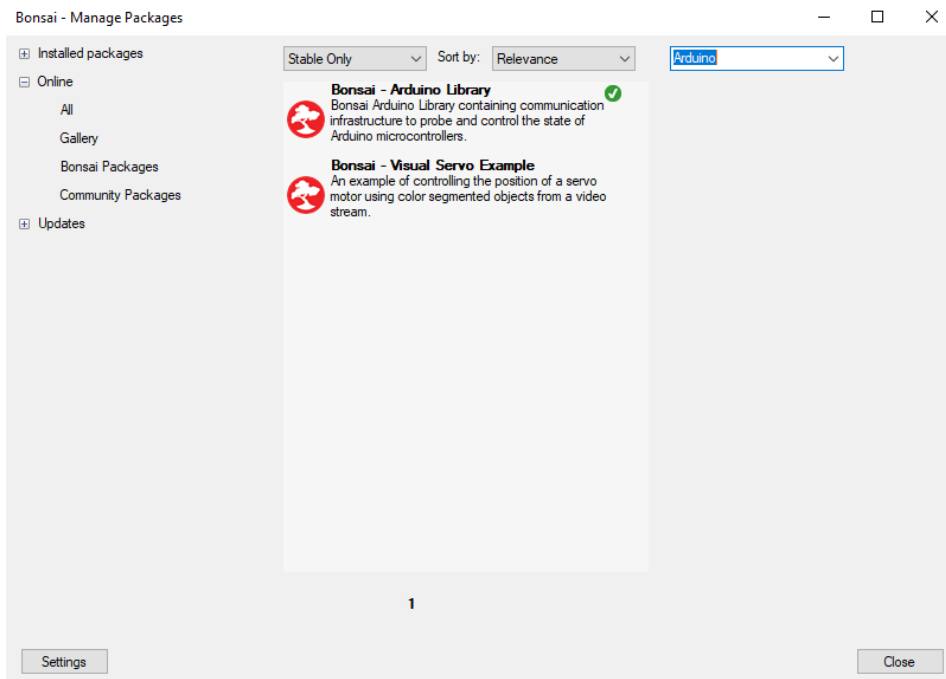 Bonsai - Manage Packages
Installed packages
Online
All
Gallery
Bonsai Packages
Community Packages
Updates
Stable Only
Sort by:
Relevance
Arduino
Bonsai - Arduino Library
Bonsai Arduino Library containing communication
infrastructure to probe and control the state of
Arduino microcontrollers.
Bonsai - Visual Servo Example
An example of controlling the position of a servo
motor using color segmented objects from a video
stream.
1
Settings
Close